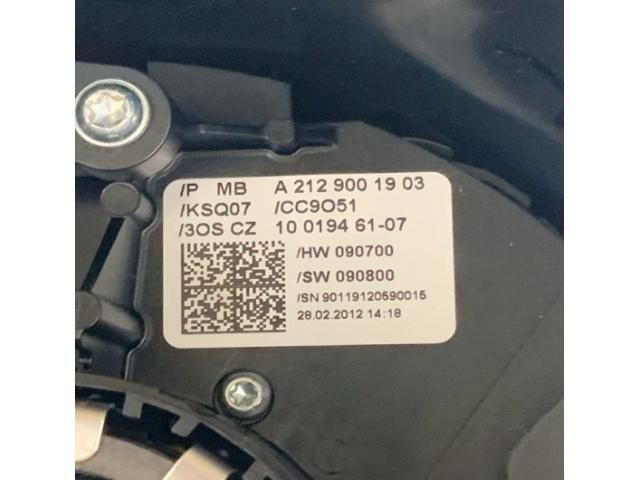 /P MB A 212 900 19 03
/KSQ07 /CC9O51
/3OS CZ 10 0194 61-07
/HW 090700
/SW 090800
/SN 90119120590015
28.02.2012 14:18